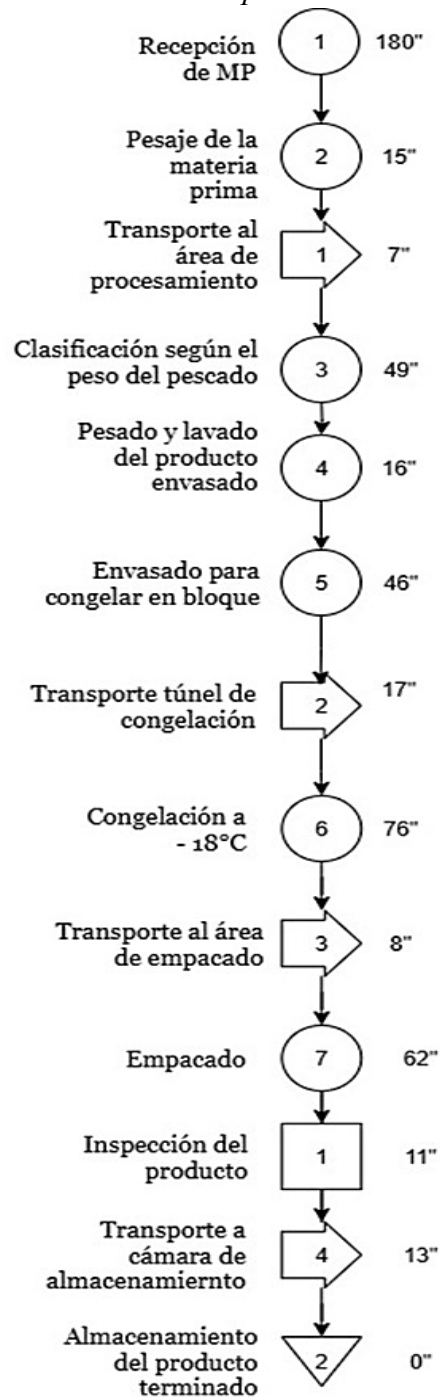 Recepción
de MP
1
180"
Pesaje de la
materia
prima
2
15"
Transporte al
área de
procesamiento
1
7"
Clasificación según el
peso del pescado
3
49"
Pesado y lavado
del producto
envasado
4
16"
Envasado para
congelar en bloque
5
46"
Transporte túnel de
congelación
2
17"
Congelación a
- 18°C
6
76"
Transporte al área
de empacado
3
8"
Empacado
7
62"
Inspección del
producto
1
11"
Transporte a
cámara de
almacenamiernto
4
13"
Almacenamiento
del producto
terminado
2
0"